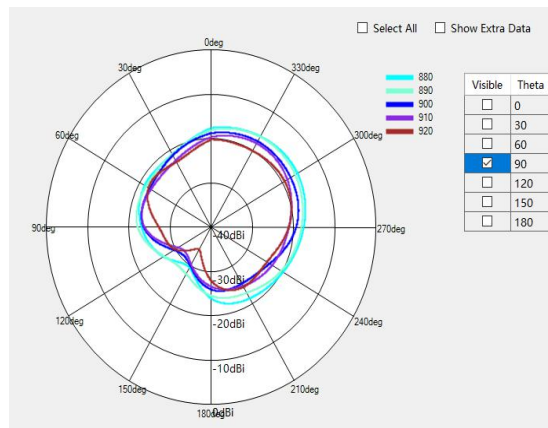 Select All
Show Extra Data
0deg
30deg
330deg
60deg
300deg
90deg
270deg
120deg
240deg
150deg
210deg
180deg
-40dBi
-30dBi
-20dBi
-10dBi
0dBi
880
890
900
910
920
Visible Theta
0
30
60
90
120
150
180